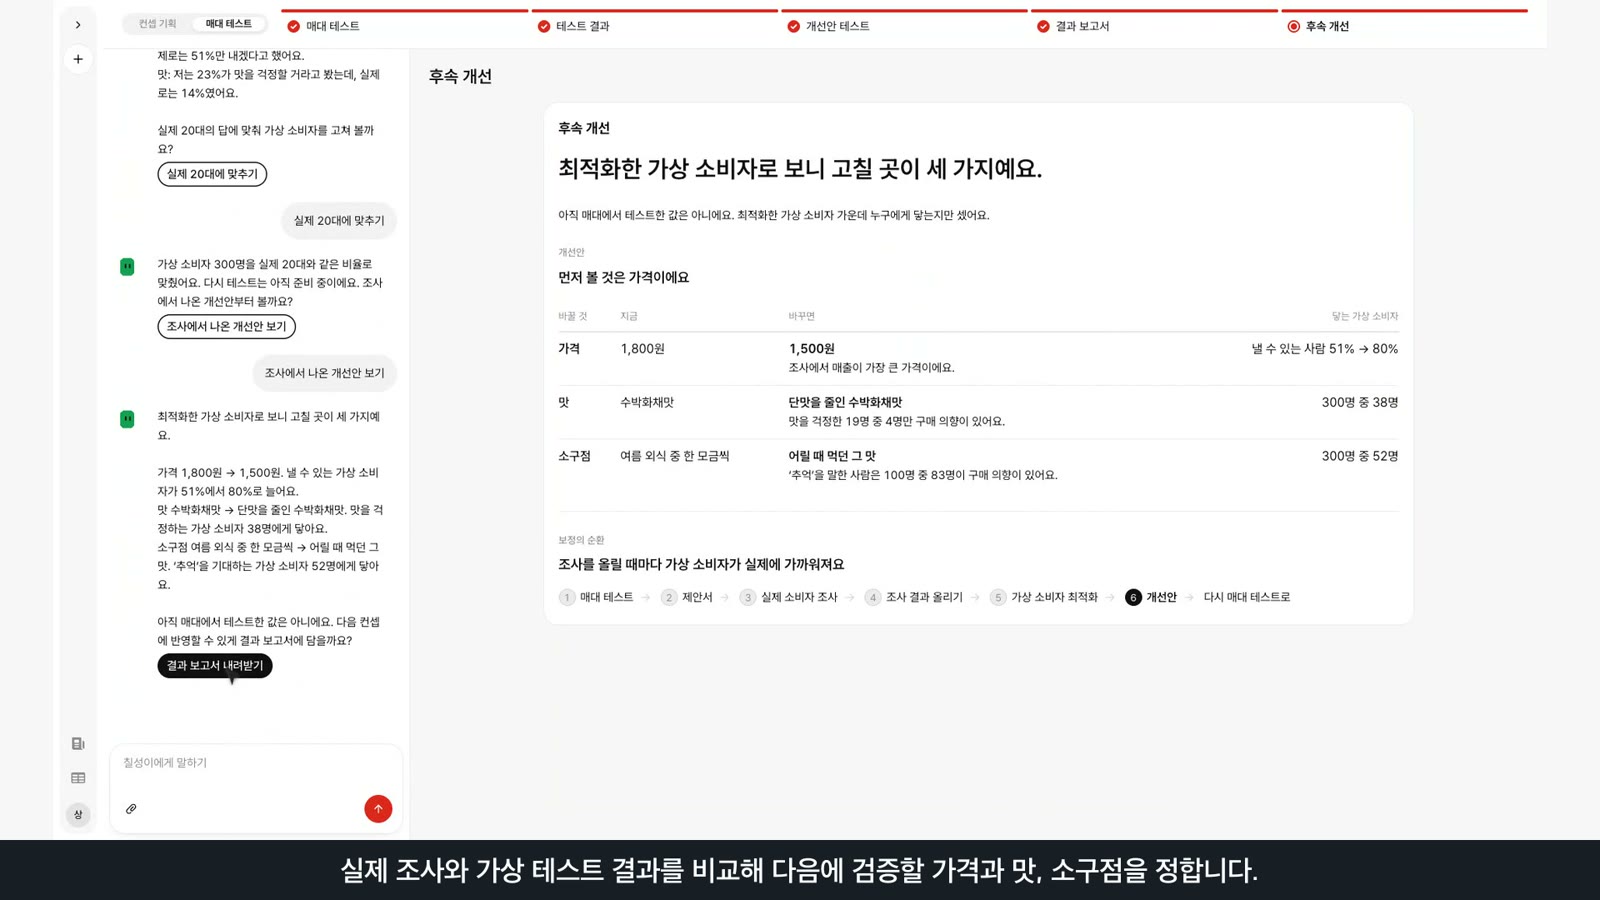 컨셉 기획
매대 테스트
매대 테스트
테스트 결과
개선안 테스트
결과 보고서
후속 개선
제로는 51%만 내겠다고 했어요.
맛: 저는 23%가 맛을 걱정할 거라고 봤는데, 실제
로는 14%였어요.
실제 20대의 답에 맞춰 가상 소비자를 고쳐 볼까
요?
실제 20대에 맞추기
실제 20대에 맞추기
가상 소비자 300명을 실제 20대와 같은 비율로
맞췄어요. 다시 테스트는 아직 준비 중이에요. 조사
에서 나온 개선안부터 볼까요?
조사에서 나온 개선안 보기
조사에서 나온 개선안 보기
최적화한 가상 소비자로 보니 고칠 곳이 세 가지예
요.
가격 1,800원 → 1,500원. 낼 수 있는 가상 소비
자가 51%에서 80%로 늘어요.
맛 수박화채맛 → 단맛을 줄인 수박화채맛. 맛을 걱
정하는 가상 소비자 38명에게 닿아요.
소구점 여름 외식 중 한 모금씩 → 어릴 때 먹던 그
맛. ‘추억’을 기대하는 가상 소비자 52명에게 닿아
요.
아직 매대에서 테스트한 값은 아니에요. 다음 컨셉
에 반영할 수 있게 결과 보고서에 담을까요?
결과 보고서 내려받기
칠성이에게 말하기
상
후속 개선
후속 개선
최적화한 가상 소비자로 보니 고칠 곳이 세 가지예요.
아직 매대에서 테스트한 값은 아니에요. 최적화한 가상 소비자 가운데 누구에게 닿는지만 셌어요.
개선안
먼저 볼 것은 가격이에요
바꿀 것 지금 바꾸면 닿는 가상 소비자
가격 1,800원 1,500원 낼 수 있는 사람 51% → 80%
조사에서 매출이 가장 큰 가격이에요.
맛 수박화채맛 단맛을 줄인 수박화채맛 300명 중 38명
맛을 걱정한 19명 중 4명만 구매 의향이 있어요.
소구점 여름 외식 중 한 모금씩 어릴 때 먹던 그 맛 300명 중 52명
‘추억’을 말한 사람은 100명 중 83명이 구매 의향이 있어요.
보정의 순환
조사를 올릴 때마다 가상 소비자가 실제에 가까워져요
1 매대 테스트 → 2 제안서 → 3 실제 소비자 조사 → 4 조사 결과 올리기 → 5 가상 소비자 최적화 → 6 개선안 → 다시 매대 테스트로
실제 조사와 가상 테스트 결과를 비교해 다음에 검증할 가격과 맛, 소구점을 정합니다.